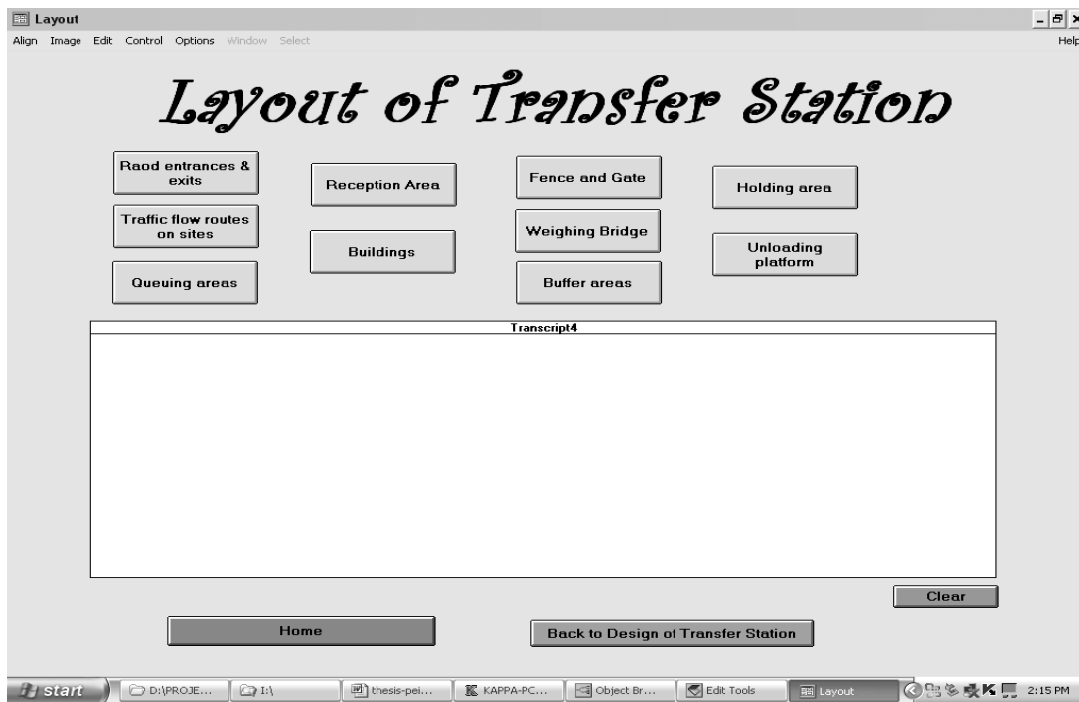 Layout
Align Image Edit Control Options Window Select Help
Layout of Transfer Station
Raod entrances &
exits
Reception Area
Fence and Gate
Holding area
Traffic flow routes
on sites
Buildings
Weighing Bridge
Unloading
platform
Queuing areas
Buffer areas
Transcript4
Clear
Home
Back to Design of Transfer Station
start D:\PROJE... I:\ thesis-pei... KAPPA-PC... Object Br... Edit Tools Layout 2:15 PM